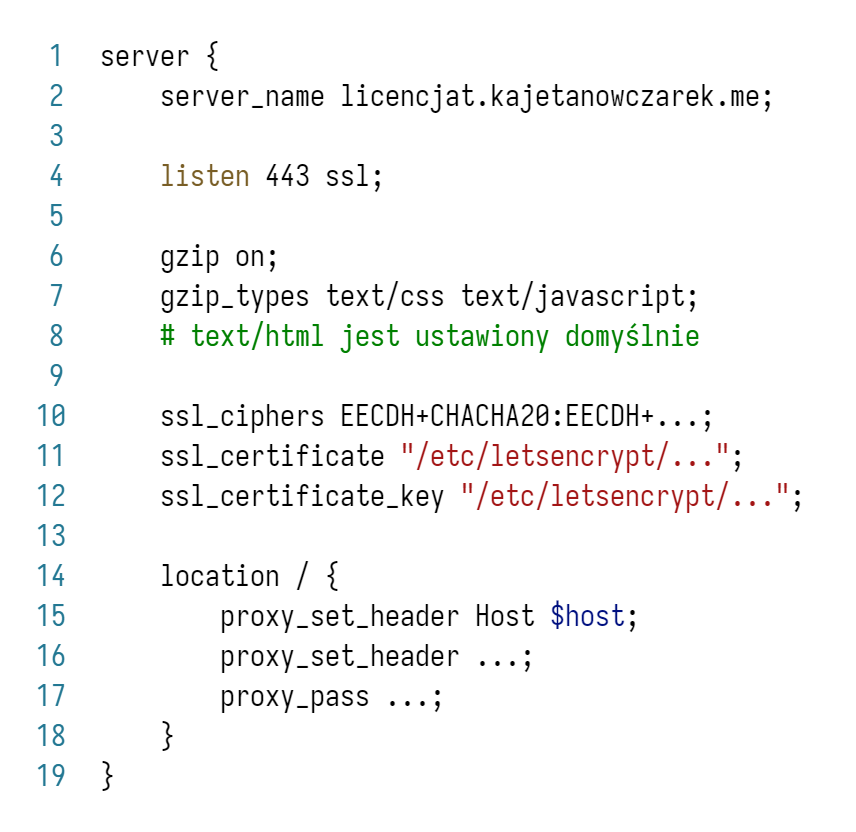 1 server {
2 server_name licencjat.kajetanowczarek.me;
3
4 listen 443 ssl;
5
6 gzip on;
7 gzip_types text/css text/javascript;
8 # text/html jest ustawiony domyślnie
9
10 ssl_ciphers EECDH+CHACHA20:EECDH+...;
11 ssl_certificate "/etc/letsencrypt/...";
12 ssl_certificate_key "/etc/letsencrypt/...";
13
14 location / {
15 proxy_set_header Host $host;
16 proxy_set_header ...;
17 proxy_pass ...;
18 }
19 }